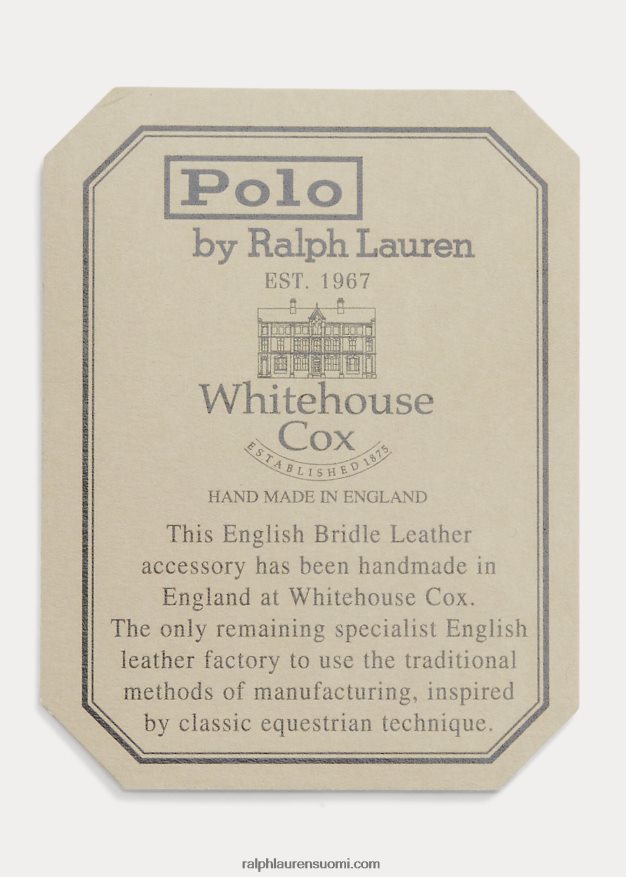 Polo
by Ralph Lauren
EST. 1967
Whitehouse
Cox
ESTABLISHED 1875
HAND MADE IN ENGLAND
This English Bridle Leather
accessory has been handmade in
England at Whitehouse Cox.
The only remaining specialist English
leather factory to use the traditional
methods of manufacturing, inspired
by classic equestrian technique.
ralphlaurensuomi.com